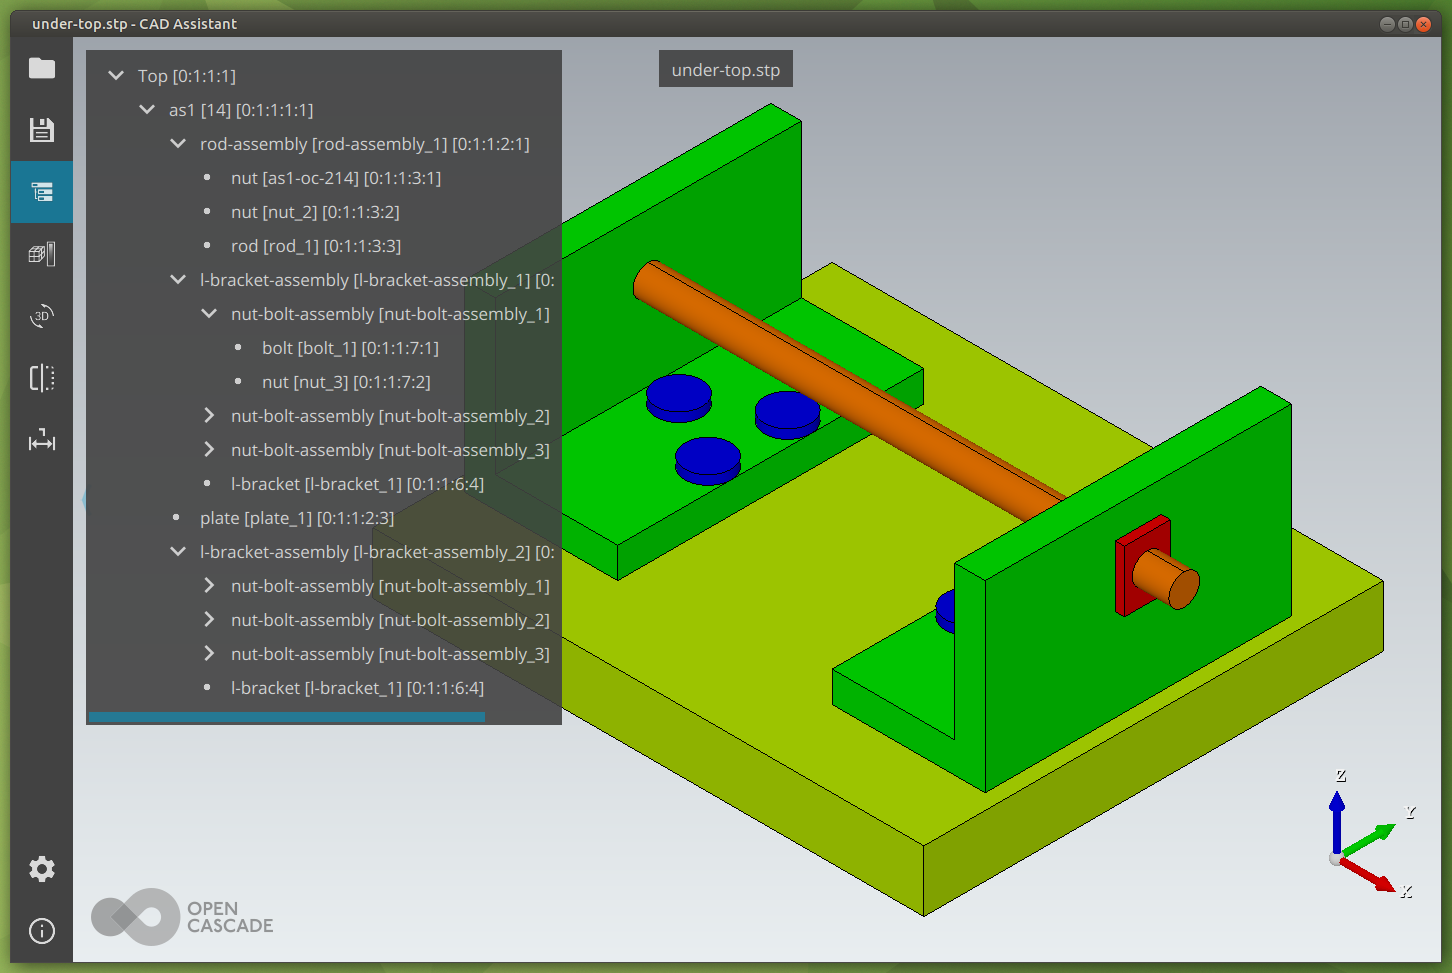 under-top.stp - CAD Assistant
under-top.stp
Top [0:1:1:1]
as1 [14] [0:1:1:1:1]
rod-assembly [rod-assembly_1] [0:1:1:2:1]
nut [as1-oc-214] [0:1:1:3:1]
nut [nut_2] [0:1:1:3:2]
rod [rod_1] [0:1:1:3:3]
l-bracket-assembly [l-bracket-assembly_1] [0:
nut-bolt-assembly [nut-bolt-assembly_1]
bolt [bolt_1] [0:1:1:7:1]
nut [nut_3] [0:1:1:7:2]
nut-bolt-assembly [nut-bolt-assembly_2]
nut-bolt-assembly [nut-bolt-assembly_3]
l-bracket [l-bracket_1] [0:1:1:6:4]
plate [plate_1] [0:1:1:2:3]
l-bracket-assembly [l-bracket-assembly_2] [0:
nut-bolt-assembly [nut-bolt-assembly_1]
nut-bolt-assembly [nut-bolt-assembly_2]
nut-bolt-assembly [nut-bolt-assembly_3]
l-bracket [l-bracket_1] [0:1:1:6:4]
3D
Z
Y
X
OPEN
CASCADE